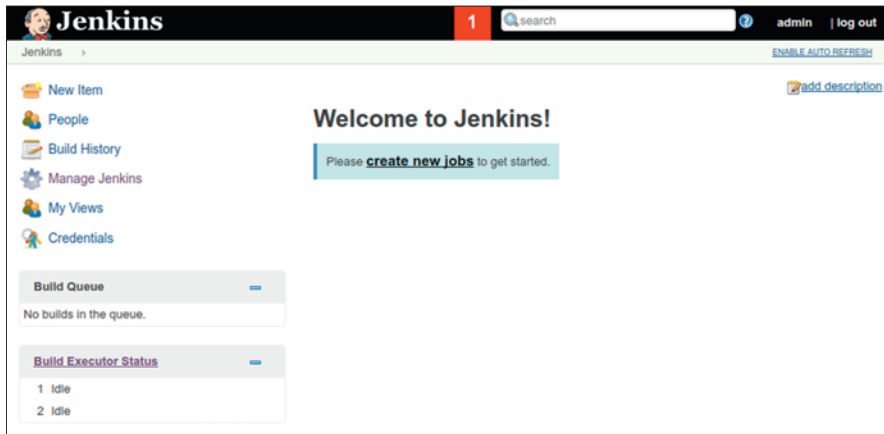 Jenkins
1
search
admin | log out
Jenkins
ENABLE AUTO REFRESH
New Item
People
Build History
Manage Jenkins
My Views
Credentials
Build Queue
No builds in the queue.
Build Executor Status
1 Idle
2 Idle
add description
Welcome to Jenkins!
Please create new jobs to get started.